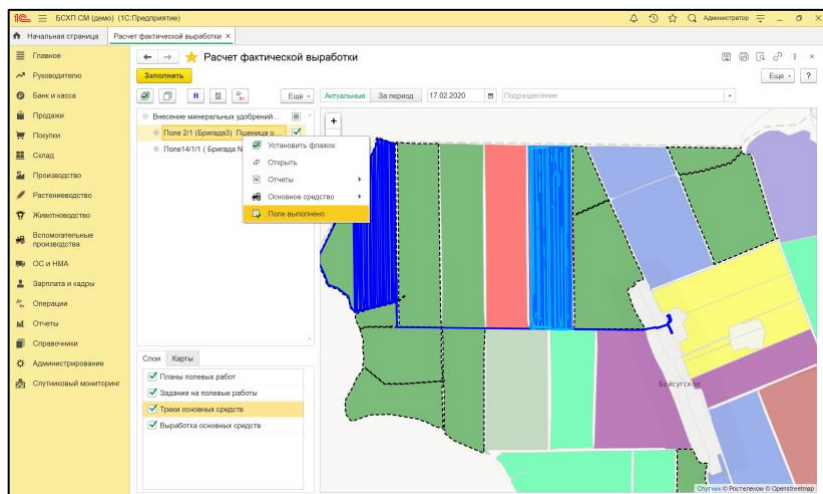 1С БСХП СМ (демо) (1С:Предприятие)
Администратор
Начальная страница
Расчет фактической выработки ×
Главное
Руководителю
Банк и касса
Продажи
Покупки
Склад
Производство
Растениеводство
Животноводство
Вспомогательные
производства
ОС и НМА
Зарплата и кадры
Операции
Отчеты
Справочники
Администрирование
Спутниковый мониторинг
Расчет фактической выработки
Заполнить
Еще
?
Еще
Актуальные
За период
17.02.2020
Подразделение
Внесение минеральных удобрений...
Поле 2/1 (Бригада3) Пшеница о...
Поле14/1/1 ( Бригада N
Установить флажок
Открыть
Отчеты
Основное средство
Поле выполнено
+
Бейсугское
Слои
Карты
Планы полевых работ
Задания на полевые работы
Треки основных средств
Выработка основных средств
Спутник © Ростелеком © Openstreetmap